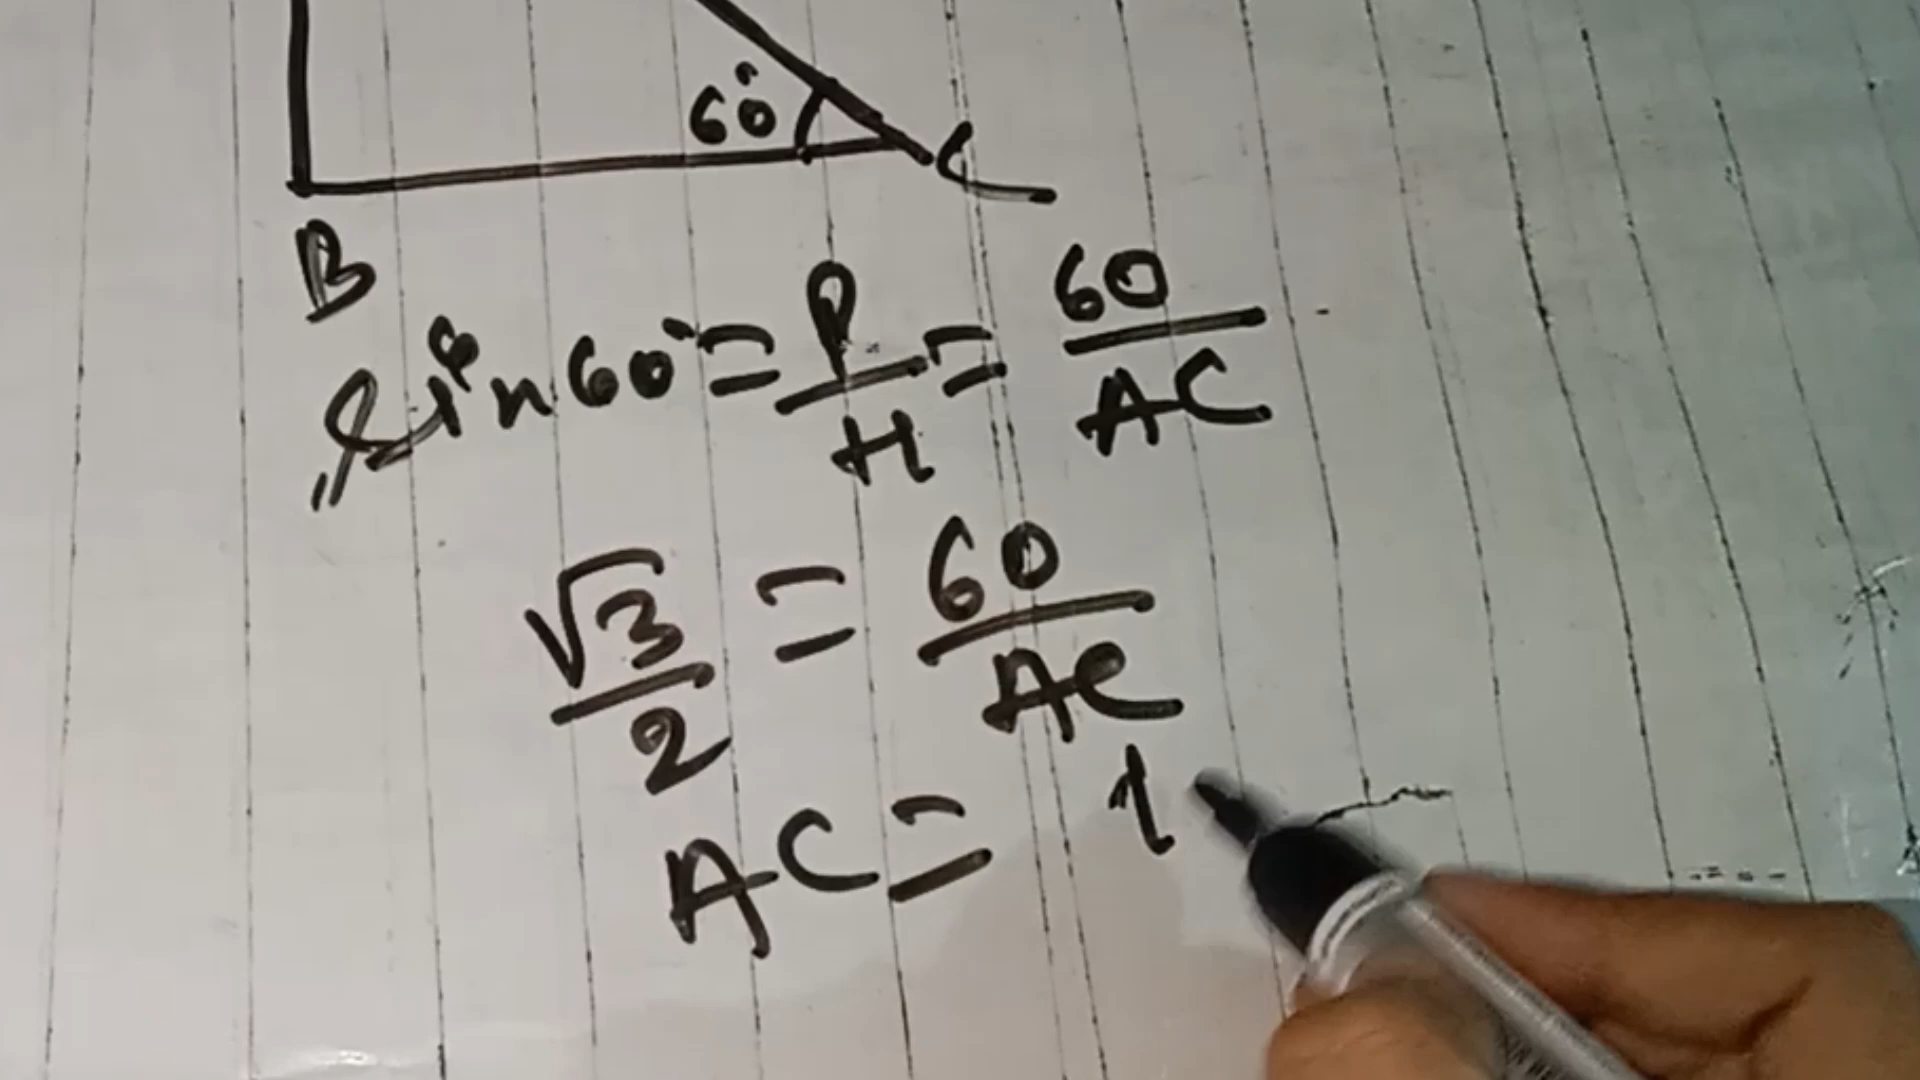 60°
C
B
sin60° = P/H = 60/AC
√3/2 = 60/AC
AC = 1